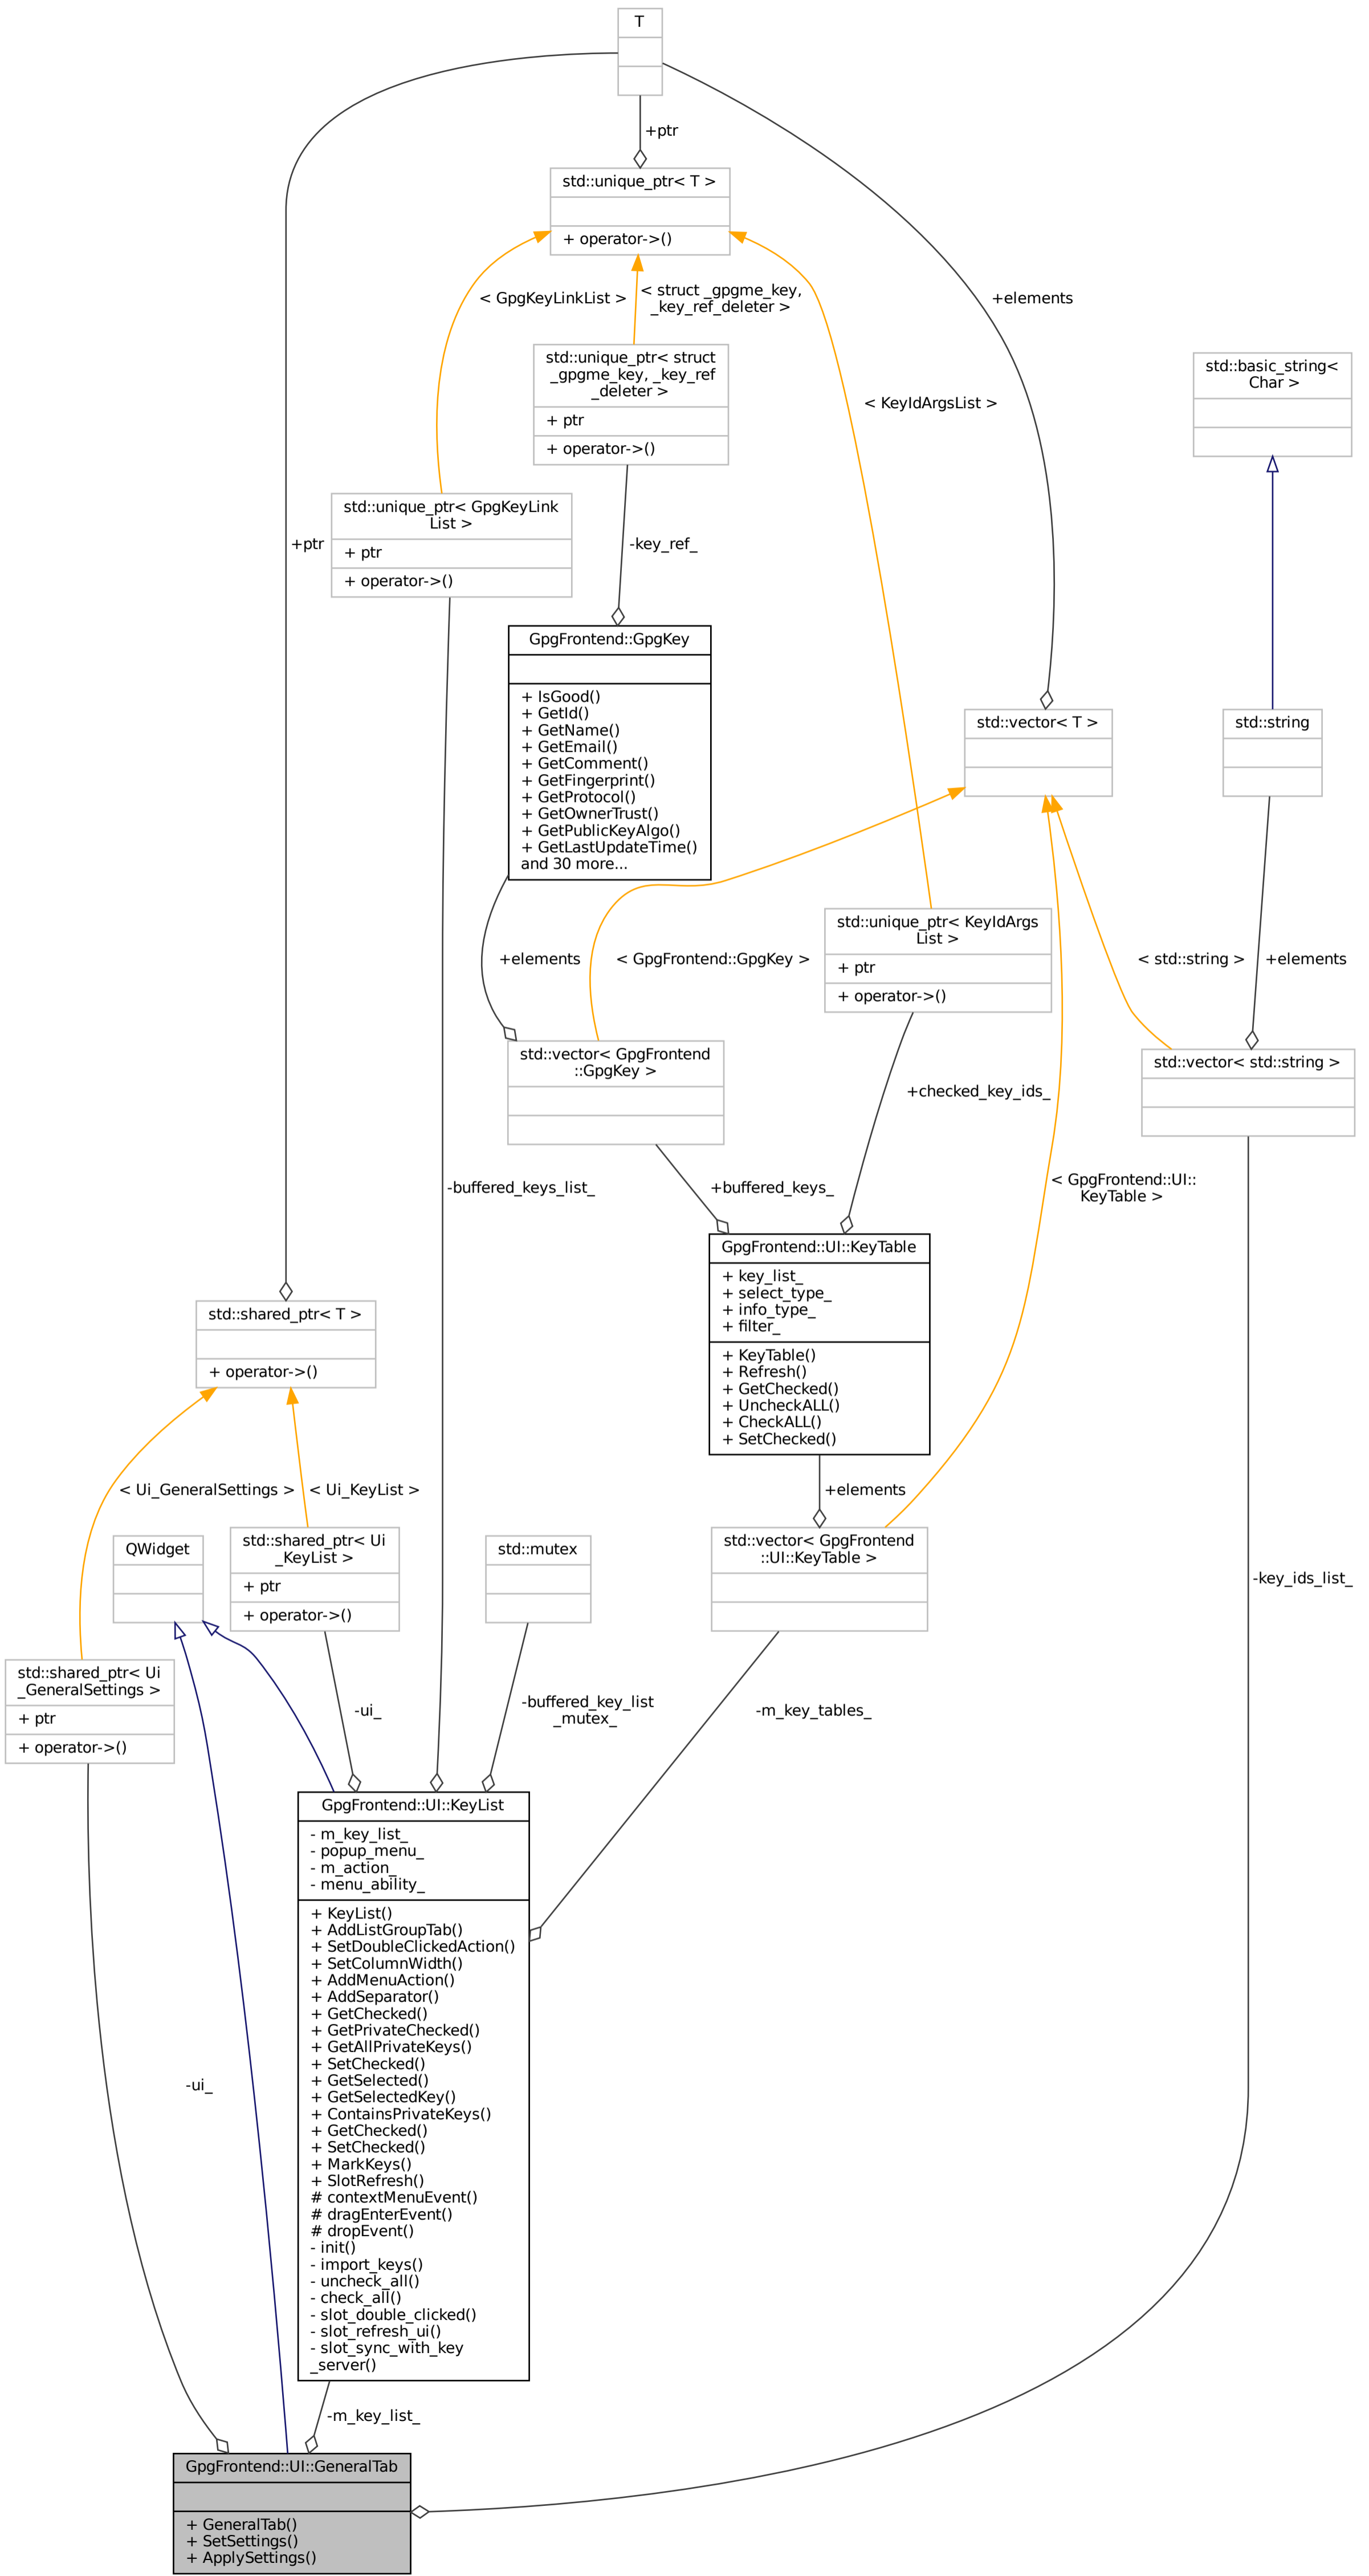 T
+ptr
std::unique_ptr< T >
+ operator->()
< GpgKeyLinkList >
< struct _gpgme_key,
_key_ref_deleter >
+elements
std::unique_ptr< struct
_gpgme_key, _key_ref
_deleter >
+ ptr
+ operator->()
std::basic_string<
Char >
< KeyIdArgsList >
std::unique_ptr< GpgKeyLink
List >
+ ptr
+ operator->()
+ptr
-key_ref_
GpgFrontend::GpgKey
+ IsGood()
+ GetId()
+ GetName()
+ GetEmail()
+ GetComment()
+ GetFingerprint()
+ GetProtocol()
+ GetOwnerTrust()
+ GetPublicKeyAlgo()
+ GetLastUpdateTime()
and 30 more...
std::vector< T >
std::string
std::unique_ptr< KeyIdArgs
List >
+ ptr
+ operator->()
+elements
< GpgFrontend::GpgKey >
< std::string >
+elements
std::vector< GpgFrontend
::GpgKey >
std::vector< std::string >
+checked_key_ids_
-buffered_keys_list_
+buffered_keys_
< GpgFrontend::UI::
KeyTable >
GpgFrontend::UI::KeyTable
+ key_list_
+ select_type_
+ info_type_
+ filter_
+ KeyTable()
+ Refresh()
+ GetChecked()
+ UncheckALL()
+ CheckALL()
+ SetChecked()
std::shared_ptr< T >
+ operator->()
< Ui_GeneralSettings >
< Ui_KeyList >
+elements
QWidget
std::shared_ptr< Ui
_KeyList >
+ ptr
+ operator->()
std::mutex
std::vector< GpgFrontend
::UI::KeyTable >
-key_ids_list_
std::shared_ptr< Ui
_GeneralSettings >
+ ptr
+ operator->()
-ui_
-buffered_key_list
_mutex_
-m_key_tables_
GpgFrontend::UI::KeyList
- m_key_list_
- popup_menu_
- m_action_
- menu_ability_
+ KeyList()
+ AddListGroupTab()
+ SetDoubleClickedAction()
+ SetColumnWidth()
+ AddMenuAction()
+ AddSeparator()
+ GetChecked()
+ GetPrivateChecked()
+ GetAllPrivateKeys()
+ SetChecked()
+ GetSelected()
+ GetSelectedKey()
+ ContainsPrivateKeys()
+ GetChecked()
+ SetChecked()
+ MarkKeys()
+ SlotRefresh()
# contextMenuEvent()
# dragEnterEvent()
# dropEvent()
- init()
- import_keys()
- uncheck_all()
- check_all()
- slot_double_clicked()
- slot_refresh_ui()
- slot_sync_with_key
_server()
-ui_
-m_key_list_
GpgFrontend::UI::GeneralTab
+ GeneralTab()
+ SetSettings()
+ ApplySettings()